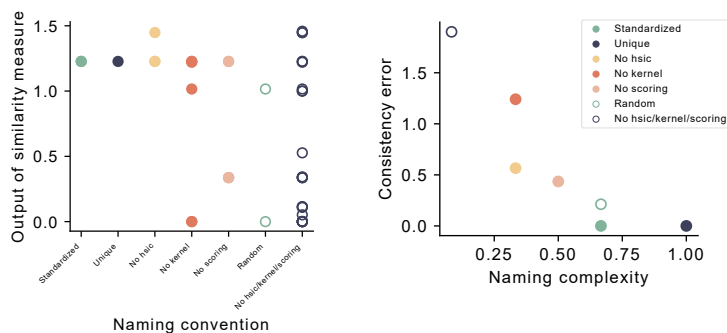 Output of similarity measure
1.5
1.0
0.5
0.0
Standardized
Unique
No hsic
No kernel
No scoring
Random
No hsic/kernel/scoring
Naming convention
Consistency error
1.5
1.0
0.5
0.0
0.25
0.50
0.75
1.00
Naming complexity
Standardized
Unique
No hsic
No kernel
No scoring
Random
No hsic/kernel/scoring